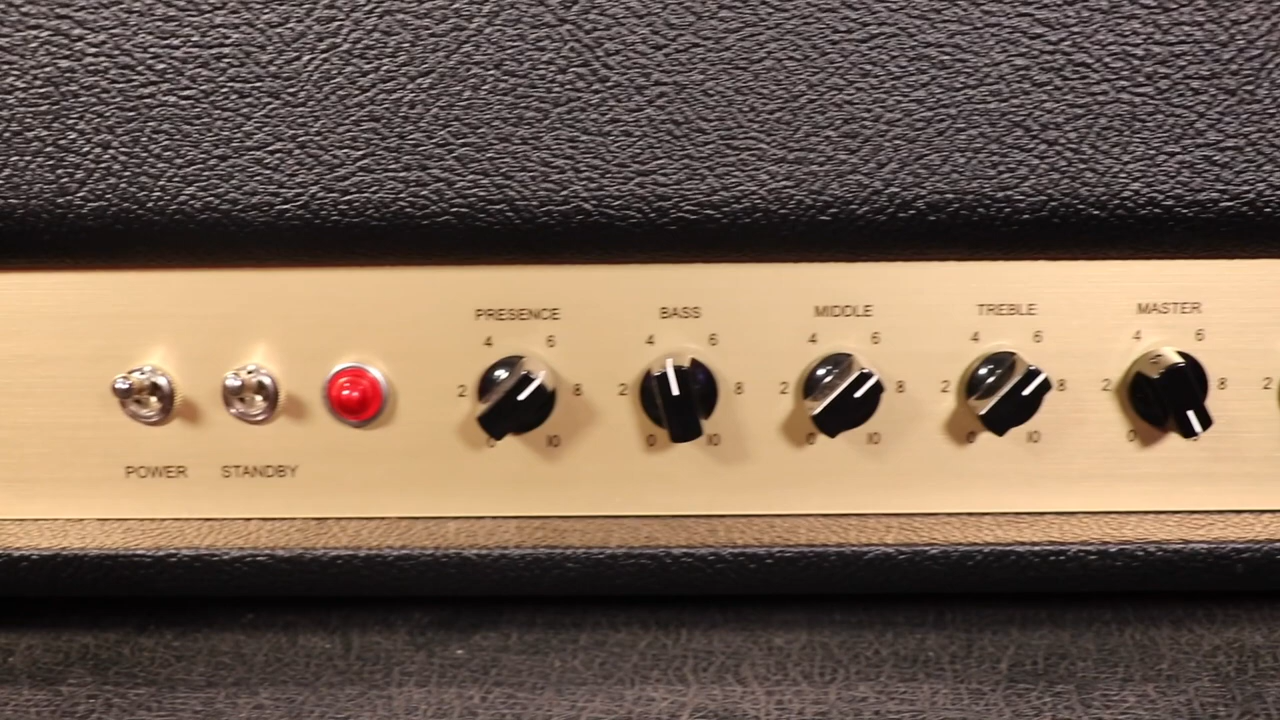 PRESENCE BASS MIDDLE TREBLE MASTER
4 6 4 6 4 6 4 6 4 6
2 8 2 8 2 8 2 8 2 8 2
0 10 0 10 0 10 0 10 0
POWER STANDBY